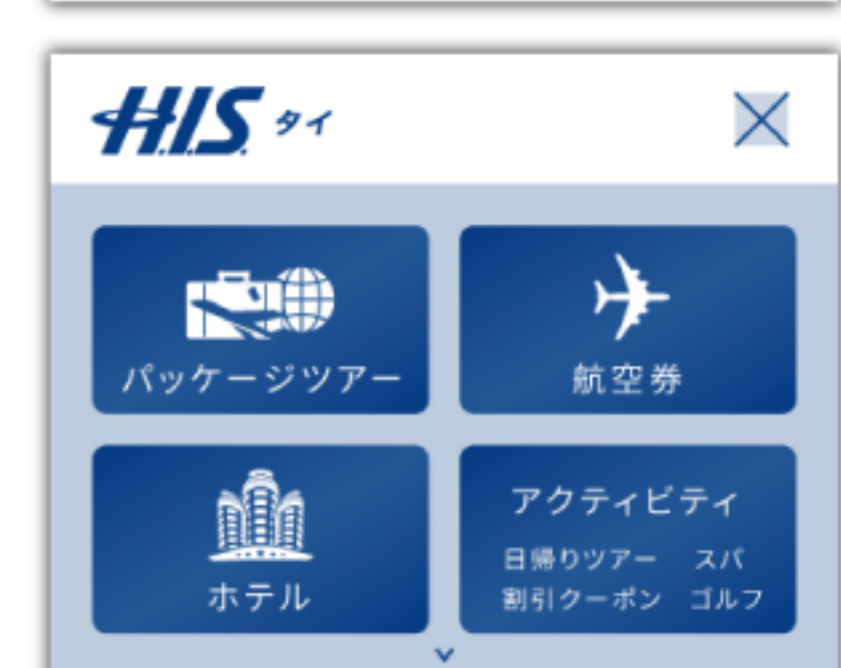 H.I.S. タイ
パッケージツアー
航空券
ホテル
アクティビティ
日帰りツアー スパ
割引クーポン ゴルフ